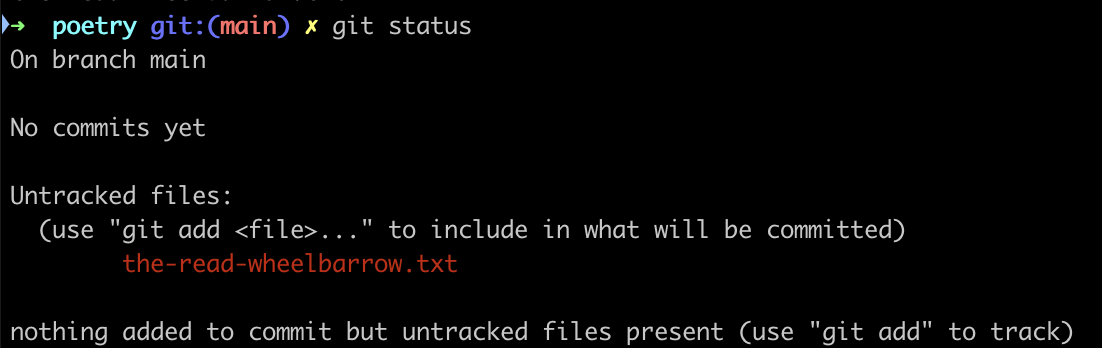 ➜  poetry git:(main) ✗ git status
On branch main

No commits yet

Untracked files:
  (use "git add <file>..." to include in what will be committed)
        the-read-wheelbarrow.txt

nothing added to commit but untracked files present (use "git add" to track)